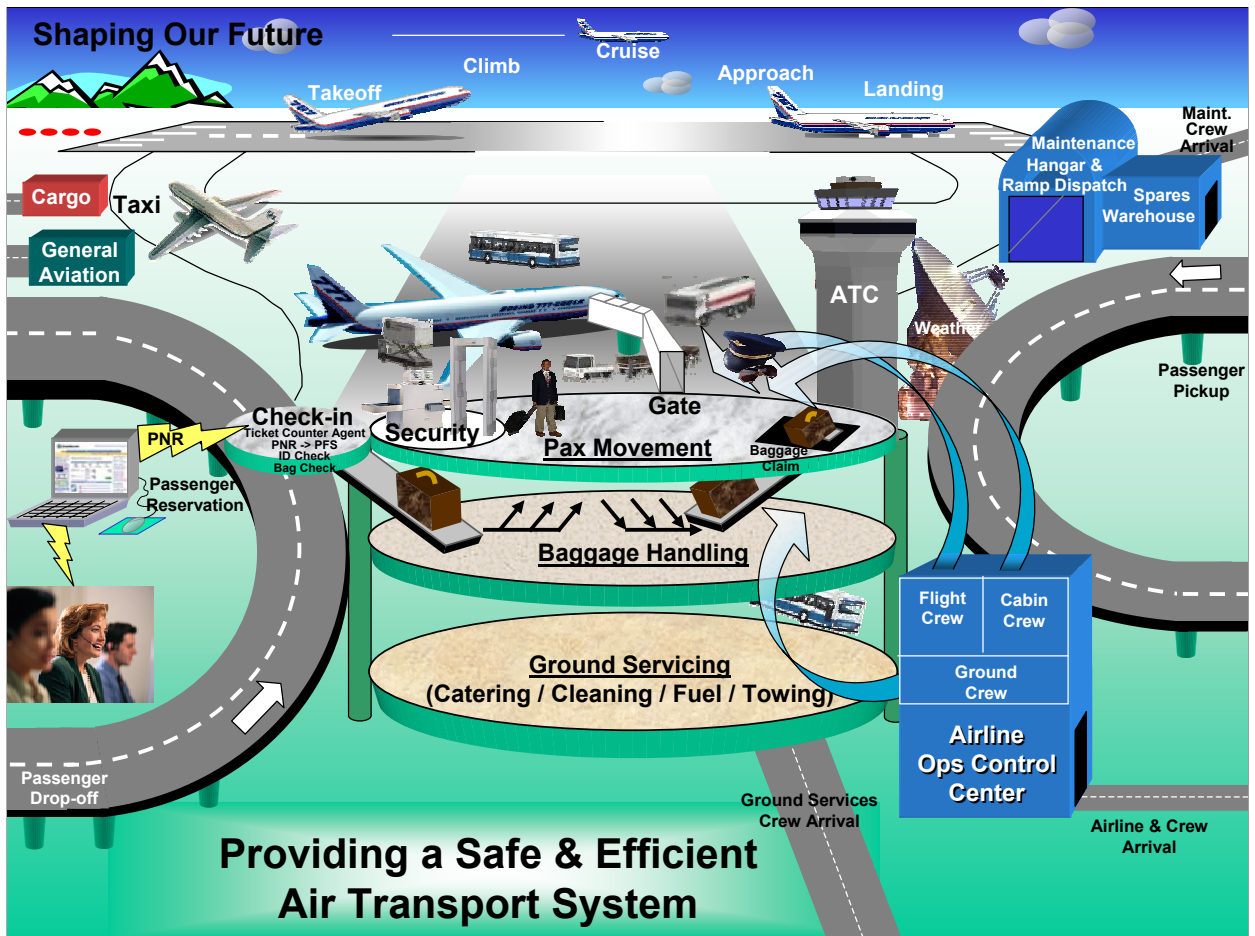 Shaping Our Future
Cruise
Climb
Approach
Takeoff
Landing
Maint.
Crew
Arrival
Maintenance
Hangar &
Ramp Dispatch
Spares
Warehouse
Cargo
Taxi
General
Aviation
ATC
BOEING 777-200LR
Weather
Passenger
Pickup
Check-in
Ticket Counter Agent
PNR -> PFS
ID Check
Bag Check
PNR
Security
Gate
Pax Movement
Baggage
Claim
Passenger
Reservation
Baggage Handling
Flight
Crew
Cabin
Crew
Ground Servicing
(Catering / Cleaning / Fuel / Towing)
Ground
Crew
Airline
Ops Control
Center
Passenger
Drop-off
Ground Services
Crew Arrival
Airline & Crew
Arrival
Providing a Safe & Efficient
Air Transport System